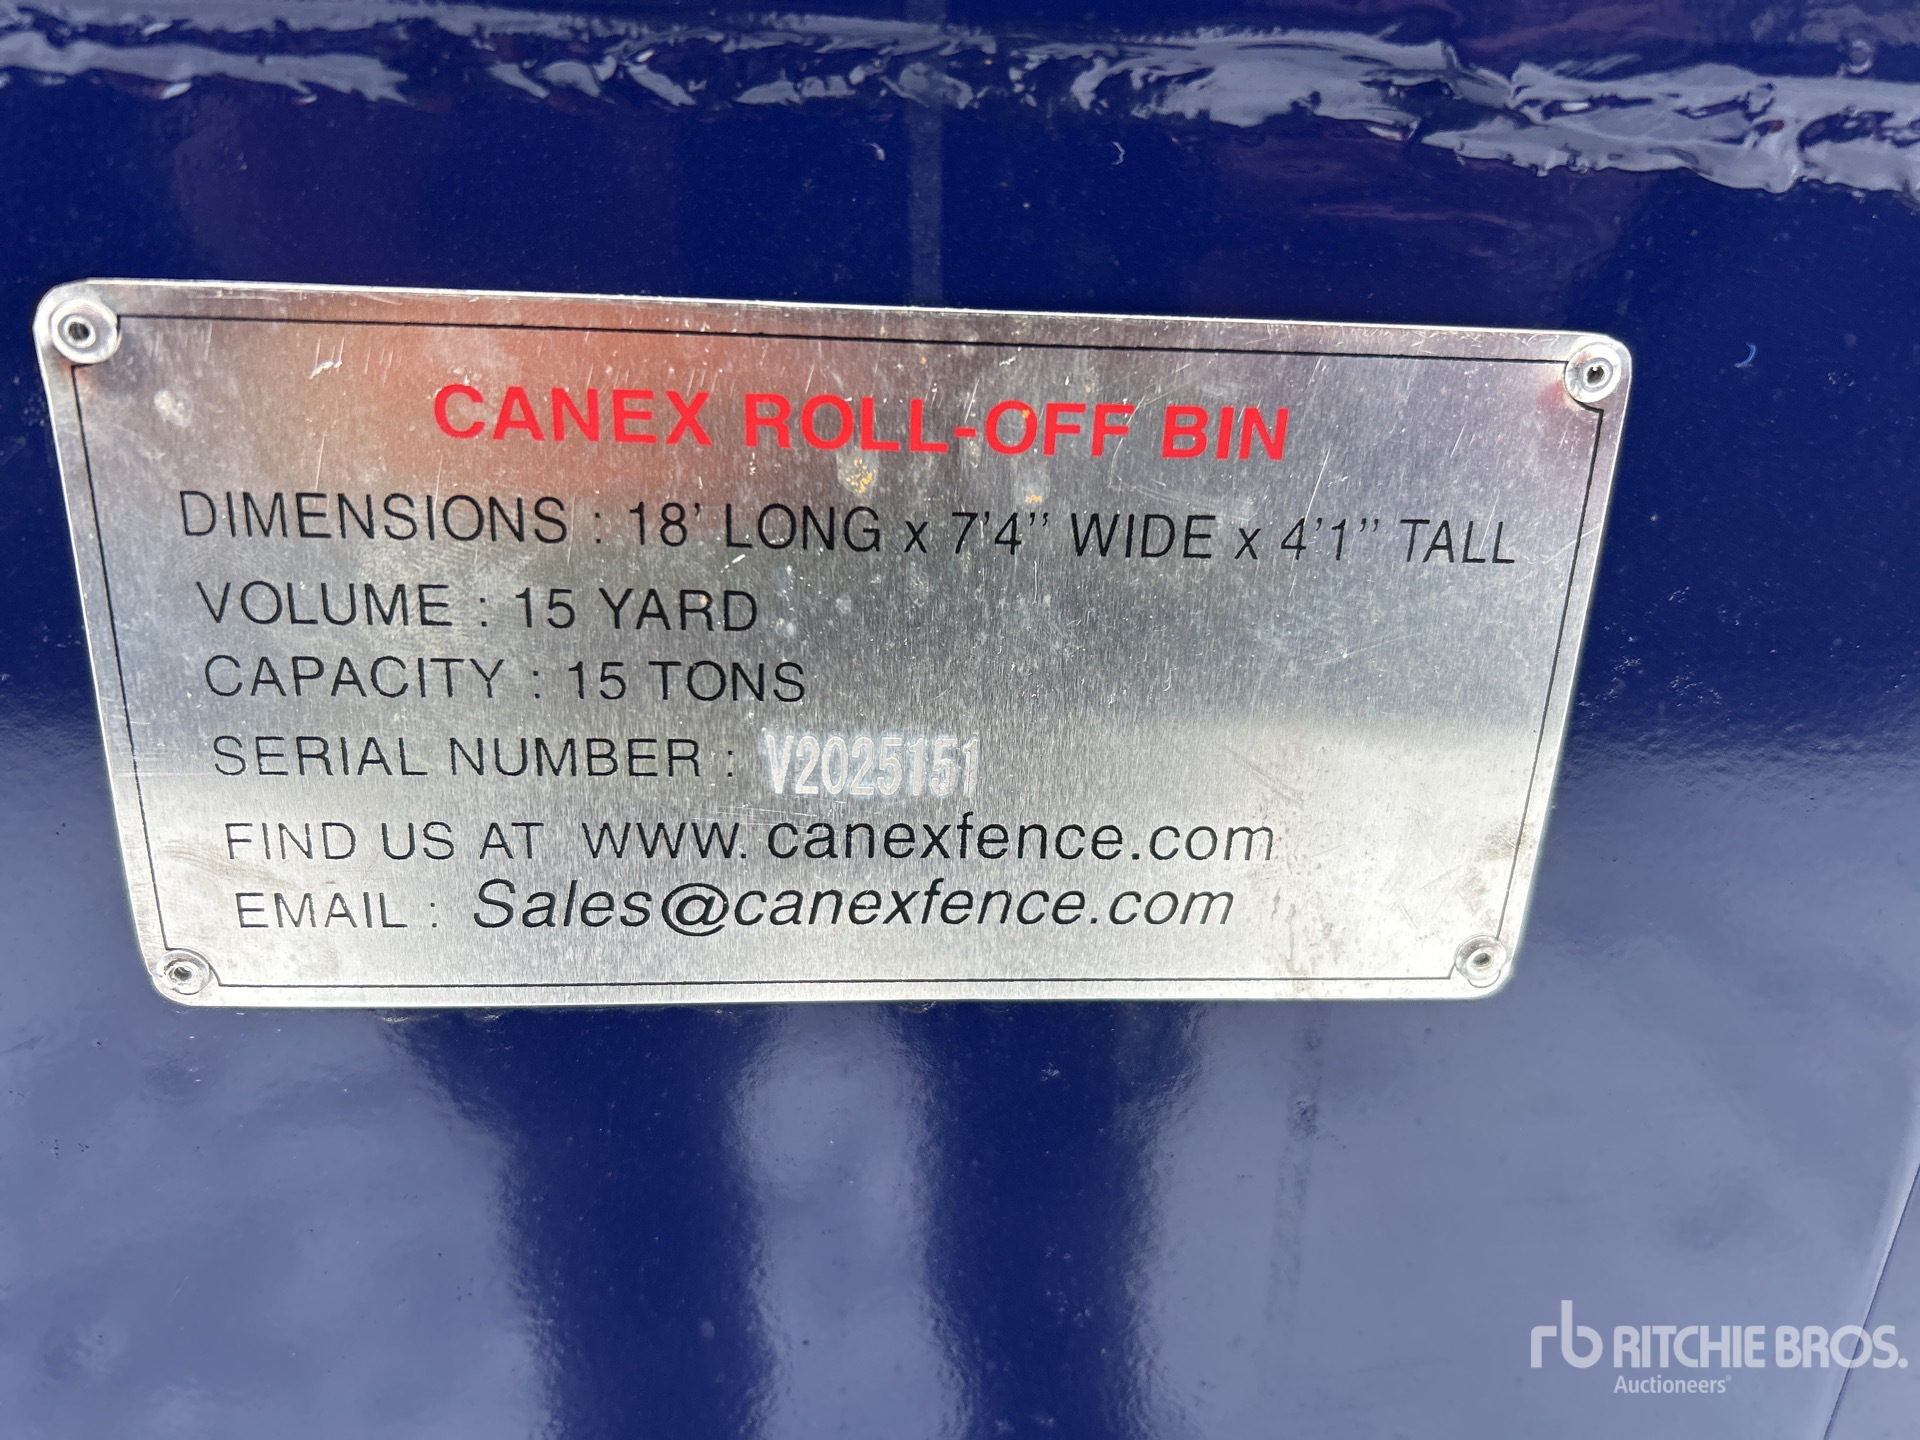 CANEX ROLL-OFF BIN
DIMENSIONS : 18' LONG x 7'4'' WIDE x 4'1'' TALL
VOLUME : 15 YARD
CAPACITY : 15 TONS
SERIAL NUMBER : V2025151
FIND US AT www. canexfence.com
EMAIL : Sales@canexfence.com
rb RITCHIE BROS.
Auctioneers